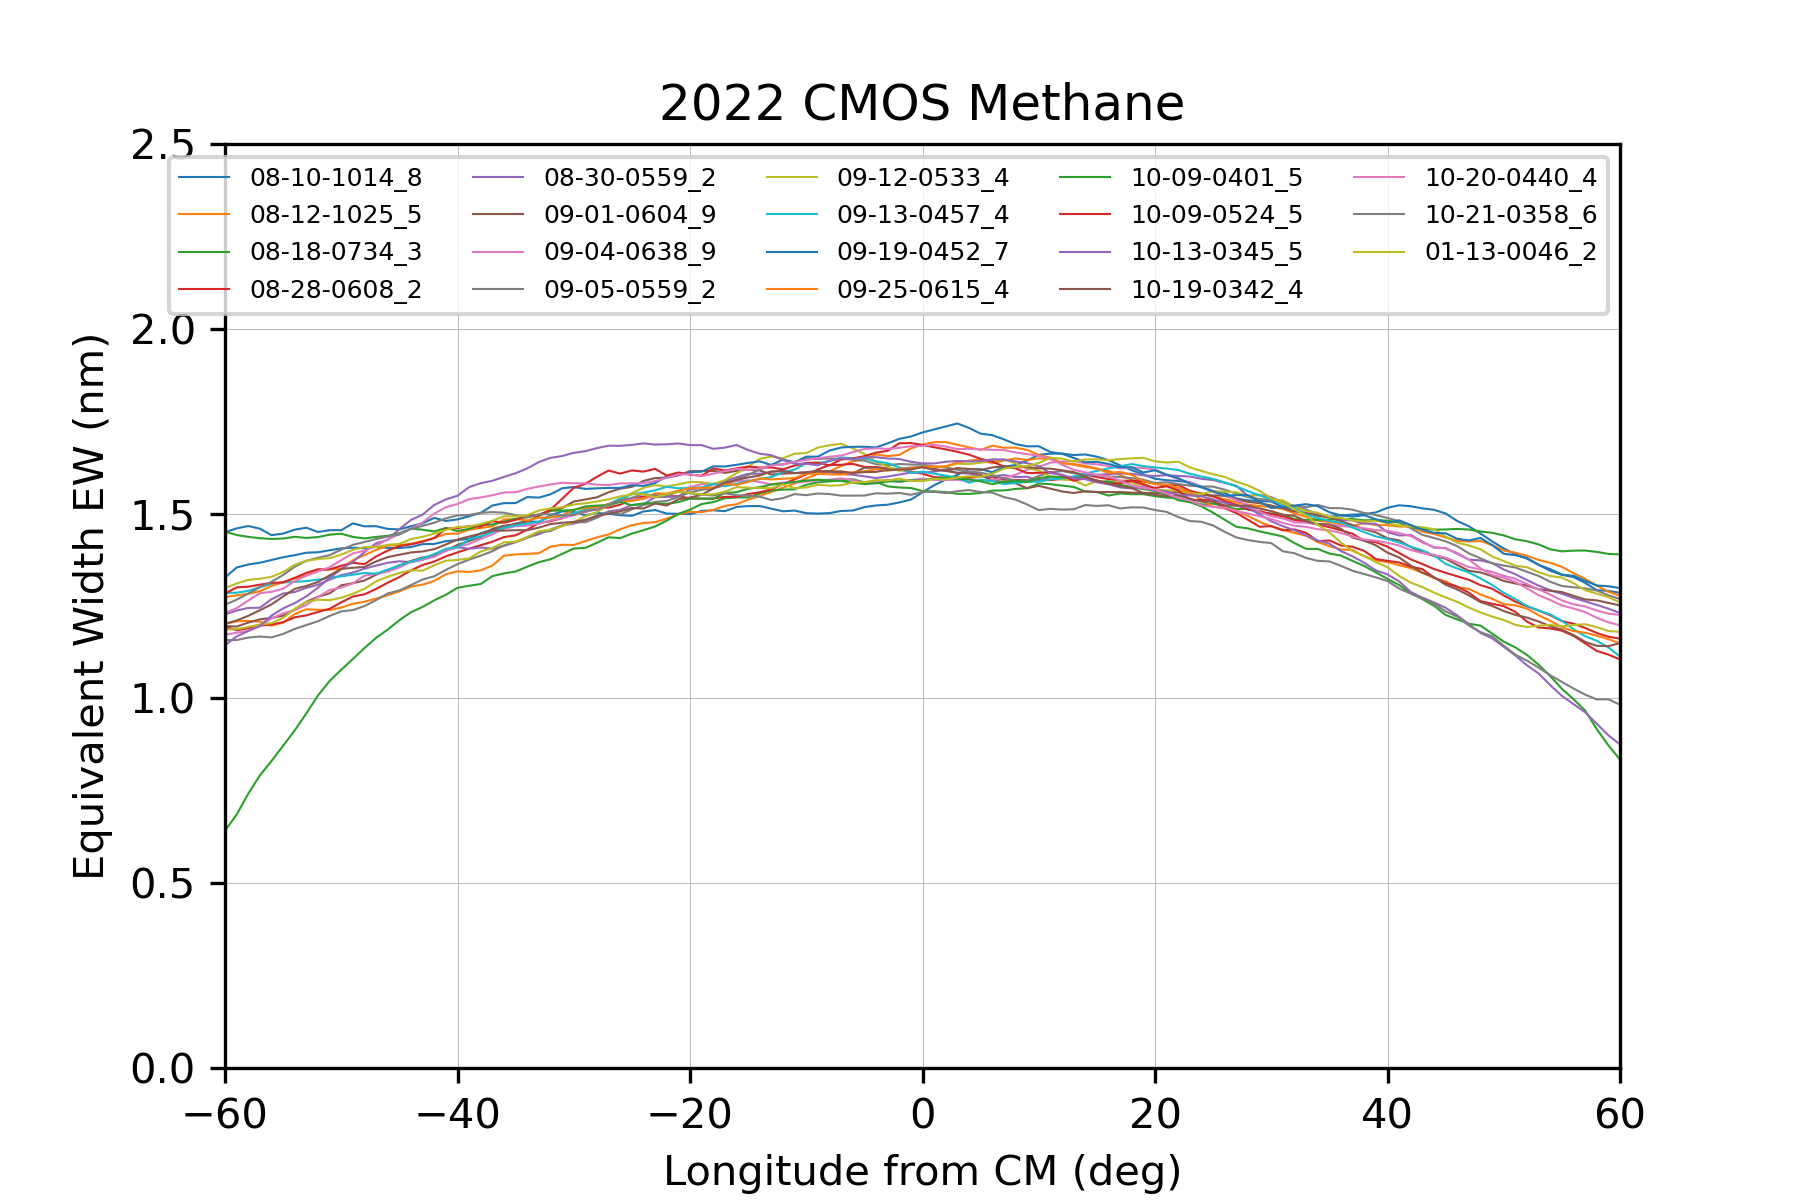 2022 CMOS Methane
2.5
08-10-1014_8 08-30-0559_2 09-12-0533_4 10-09-0401_5 10-20-0440_4
08-12-1025_5 09-01-0604_9 09-13-0457_4 10-09-0524_5 10-21-0358_6
08-18-0734_3 09-04-0638_9 09-19-0452_7 10-13-0345_5 01-13-0046_2
08-28-0608_2 09-05-0559_2 09-25-0615_4 10-19-0342_4
2.0
1.5
1.0
0.5
0.0
Equivalent Width EW (nm)
−60 −40 −20 0 20 40 60
Longitude from CM (deg)